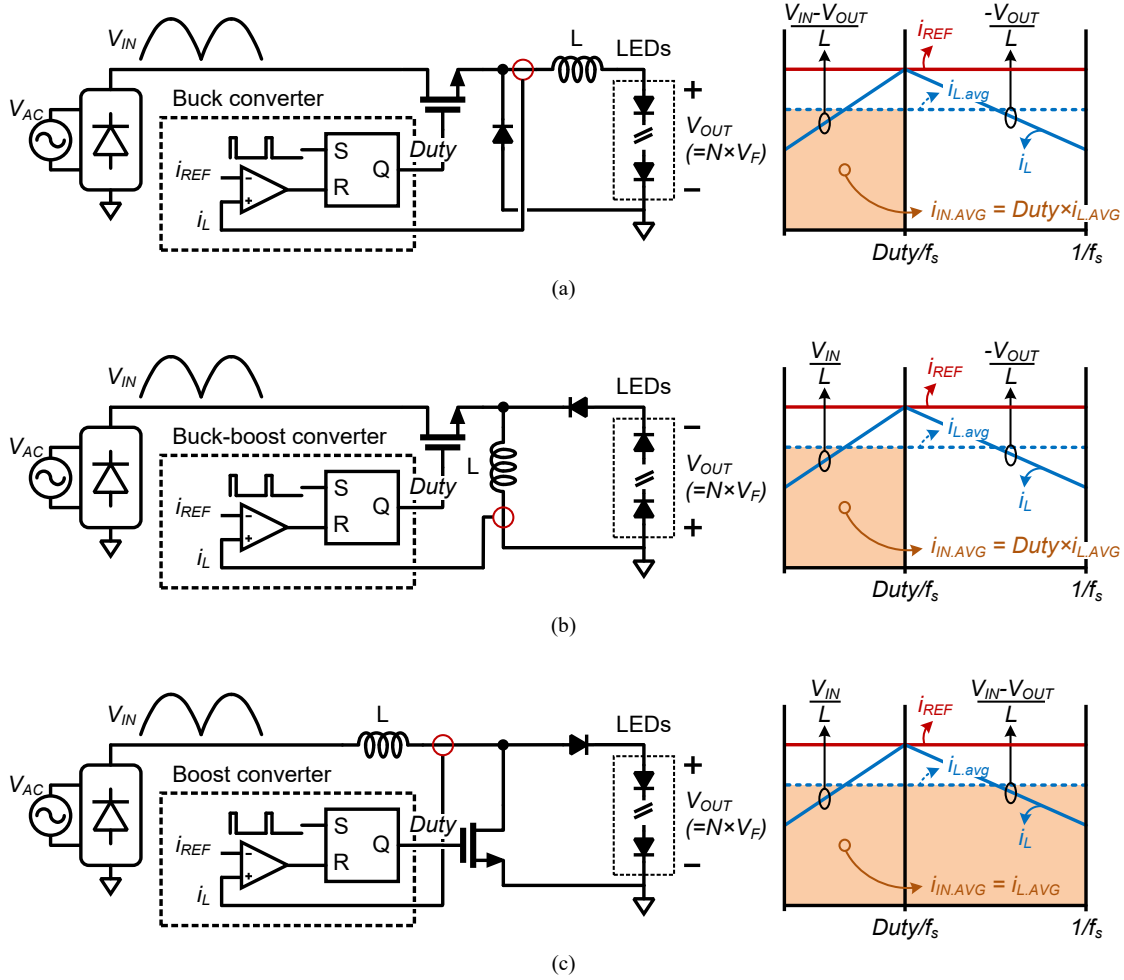 V_IN
V_AC
Buck converter
i_REF
i_L
S
R
Q
Duty
L
LEDs
+
V_OUT
(=N×V_F)
−
V_IN-V_OUT
L
i_REF
-V_OUT
L
i_L.avg
i_L
i_IN.AVG = Duty×i_L.AVG
Duty/f_s
1/f_s
(a)
V_IN
V_AC
Buck-boost converter
i_REF
i_L
S
R
Q
Duty
L
LEDs
−
V_OUT
(=N×V_F)
+
V_IN
L
i_REF
-V_OUT
L
i_L.avg
i_L
i_IN.AVG = Duty×i_L.AVG
Duty/f_s
1/f_s
(b)
V_IN
V_AC
L
Boost converter
i_REF
i_L
S
R
Q
Duty
LEDs
+
V_OUT
(=N×V_F)
−
V_IN
L
i_REF
V_IN-V_OUT
L
i_L.avg
i_L
i_IN.AVG = i_L.AVG
Duty/f_s
1/f_s
(c)